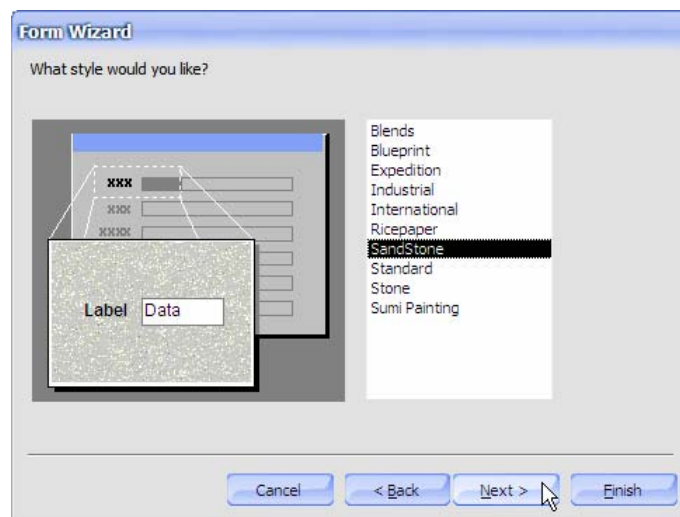 Form Wizard
What style would you like?
xxx
xxx
xxxx
Label Data
Blends
Blueprint
Expedition
Industrial
International
Ricepaper
SandStone
Standard
Stone
Sumi Painting
Cancel < Back Next > Finish